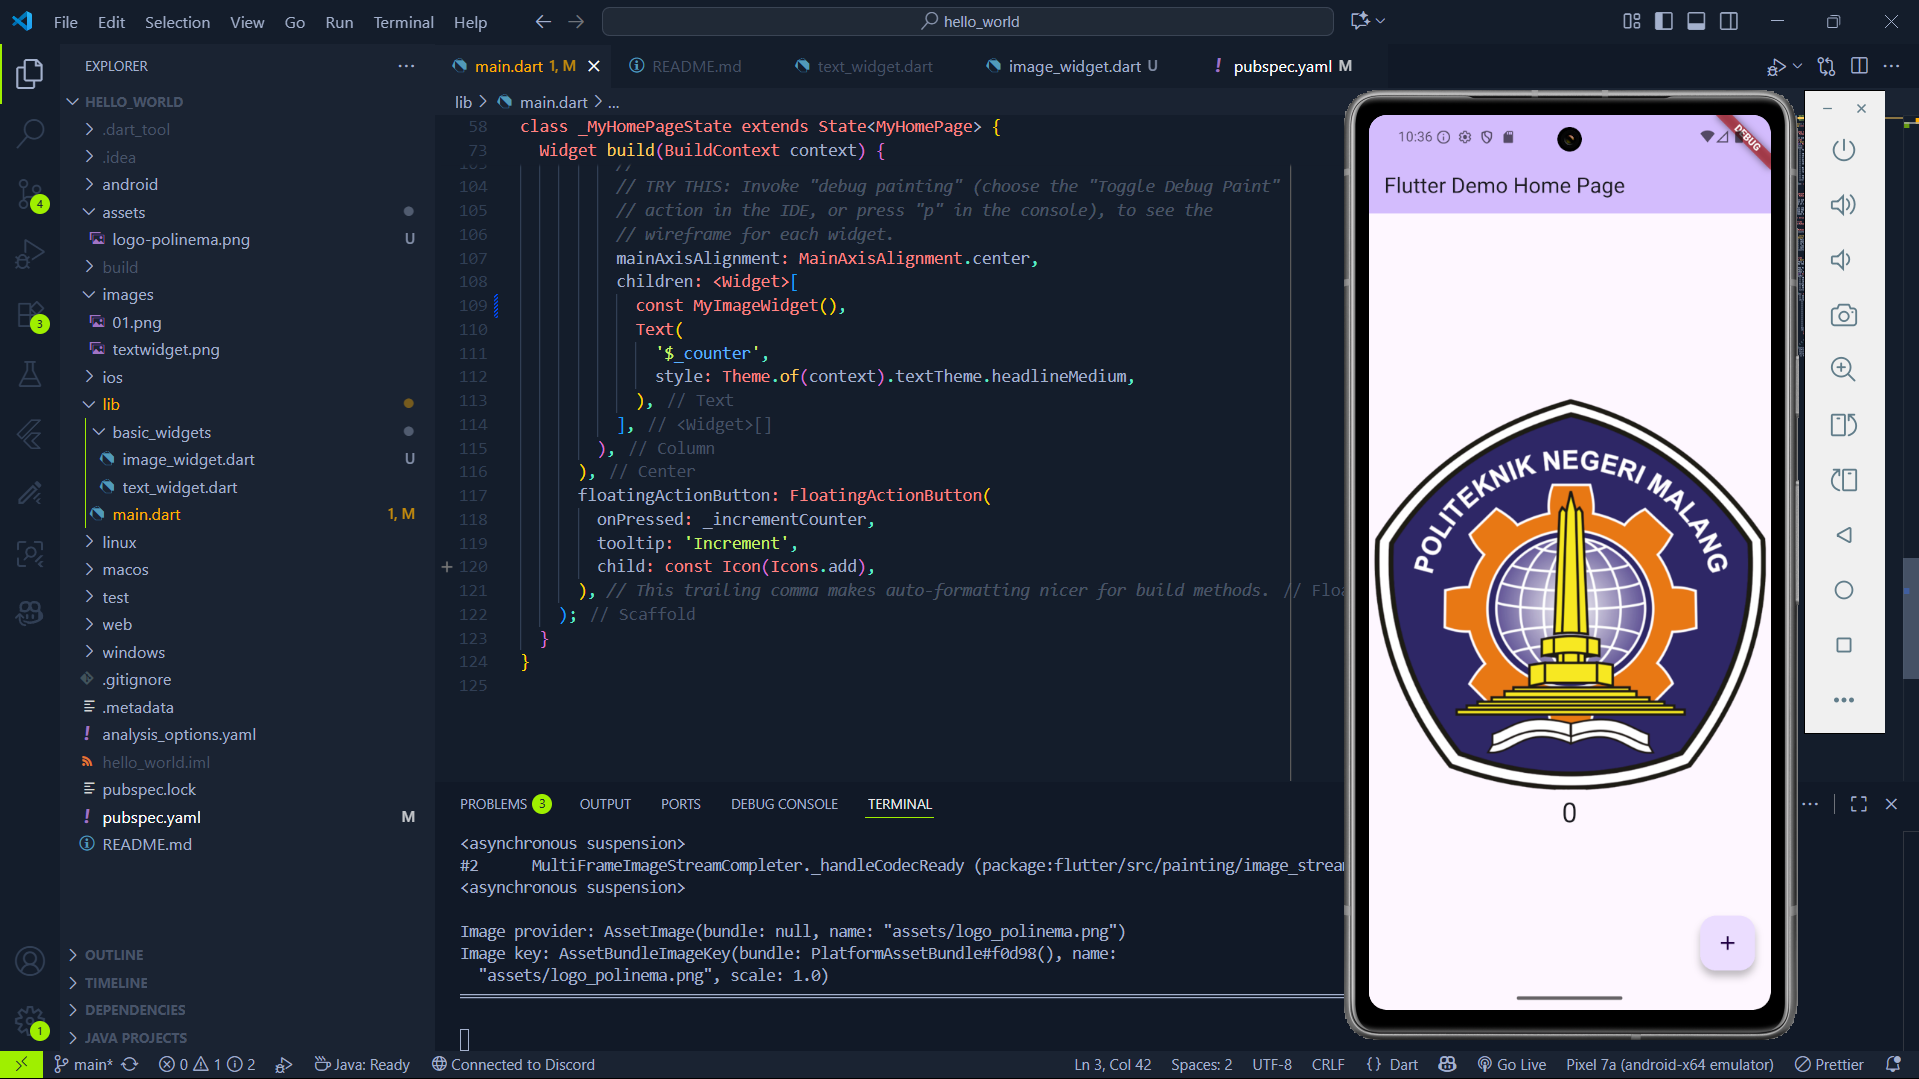 File Edit Selection View Go Run Terminal Help
hello_world
EXPLORER
HELLO_WORLD
.dart_tool
.idea
android
assets
logo-polinema.png U
build
images
01.png
textwidget.png
ios
lib
basic_widgets
image_widget.dart U
text_widget.dart
main.dart 1, M
linux
macos
test
web
windows
.gitignore
.metadata
analysis_options.yaml
hello_world.iml
pubspec.lock
pubspec.yaml M
README.md
OUTLINE
TIMELINE
DEPENDENCIES
JAVA PROJECTS
4
3
1
main.dart 1, M
README.md
text_widget.dart
image_widget.dart U
pubspec.yaml M
lib > main.dart > ...
58 class _MyHomePageState extends State<MyHomePage> {
73 Widget build(BuildContext context) {
103 //
104 // TRY THIS: Invoke "debug painting" (choose the "Toggle Debug Paint"
105 // action in the IDE, or press "p" in the console), to see the
106 // wireframe for each widget.
107 mainAxisAlignment: MainAxisAlignment.center,
108 children: <Widget>[
109 const MyImageWidget(),
110 Text(
111 '$_counter',
112 style: Theme.of(context).textTheme.headlineMedium,
113 ), // Text
114 ], // <Widget>[]
115 ), // Column
116 ), // Center
117 floatingActionButton: FloatingActionButton(
118 onPressed: _incrementCounter,
119 tooltip: 'Increment',
120 child: const Icon(Icons.add),
121 ), // This trailing comma makes auto-formatting nicer for build methods. // Floa
122 ); // Scaffold
123 }
124 }
125
PROBLEMS 3 OUTPUT PORTS DEBUG CONSOLE TERMINAL
<asynchronous suspension>
#2 MultiFrameImageStreamCompleter._handleCodecReady (package:flutter/src/painting/image_stream
<asynchronous suspension>
Image provider: AssetImage(bundle: null, name: "assets/logo_polinema.png")
Image key: AssetBundleImageKey(bundle: PlatformAssetBundle#f0d98(), name:
"assets/logo_polinema.png", scale: 1.0)
10:36
DEBUG
Flutter Demo Home Page
POLITEKNIK NEGERI MALANG
0
+
main* 0 1 2 Java: Ready Connected to Discord Ln 3, Col 42 Spaces: 2 UTF-8 CRLF {} Dart Go Live Pixel 7a (android-x64 emulator) Prettier